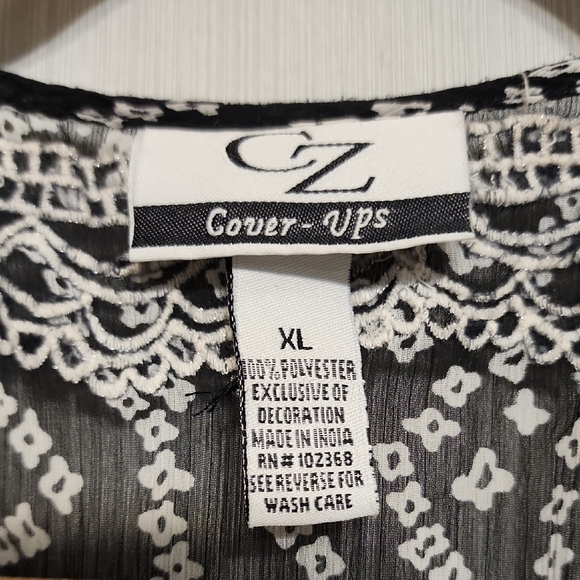 CZ
Cover-Ups
XL
100% POLYESTER
EXCLUSIVE OF
DECORATION
MADE IN INDIA
RN# 102368
SEE REVERSE FOR
WASH CARE